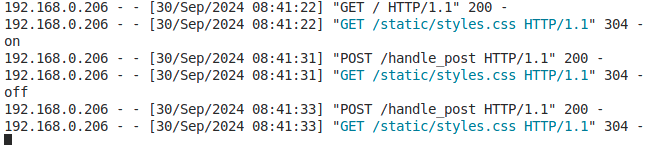 192.168.0.206 - - [30/Sep/2024 08:41:22] "GET / HTTP/1.1" 200 -
192.168.0.206 - - [30/Sep/2024 08:41:22] "GET /static/styles.css HTTP/1.1" 304 -
on
192.168.0.206 - - [30/Sep/2024 08:41:31] "POST /handle_post HTTP/1.1" 200 -
192.168.0.206 - - [30/Sep/2024 08:41:31] "GET /static/styles.css HTTP/1.1" 304 -
off
192.168.0.206 - - [30/Sep/2024 08:41:33] "POST /handle_post HTTP/1.1" 200 -
192.168.0.206 - - [30/Sep/2024 08:41:33] "GET /static/styles.css HTTP/1.1" 304 -